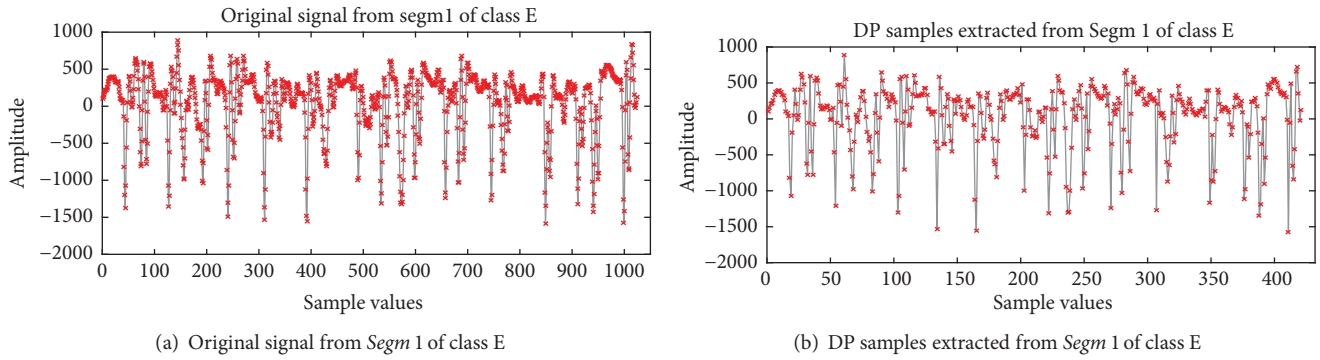 Original signal from segm1 of class E
1000
500
0
−500
−1000
−1500
−2000
Amplitude
0 100 200 300 400 500 600 700 800 900 1000
Sample values
(a) Original signal from Segm 1 of class E
DP samples extracted from Segm 1 of class E
1000
500
0
−500
−1000
−1500
−2000
Amplitude
0 50 100 150 200 250 300 350 400
Sample values
(b) DP samples extracted from Segm 1 of class E